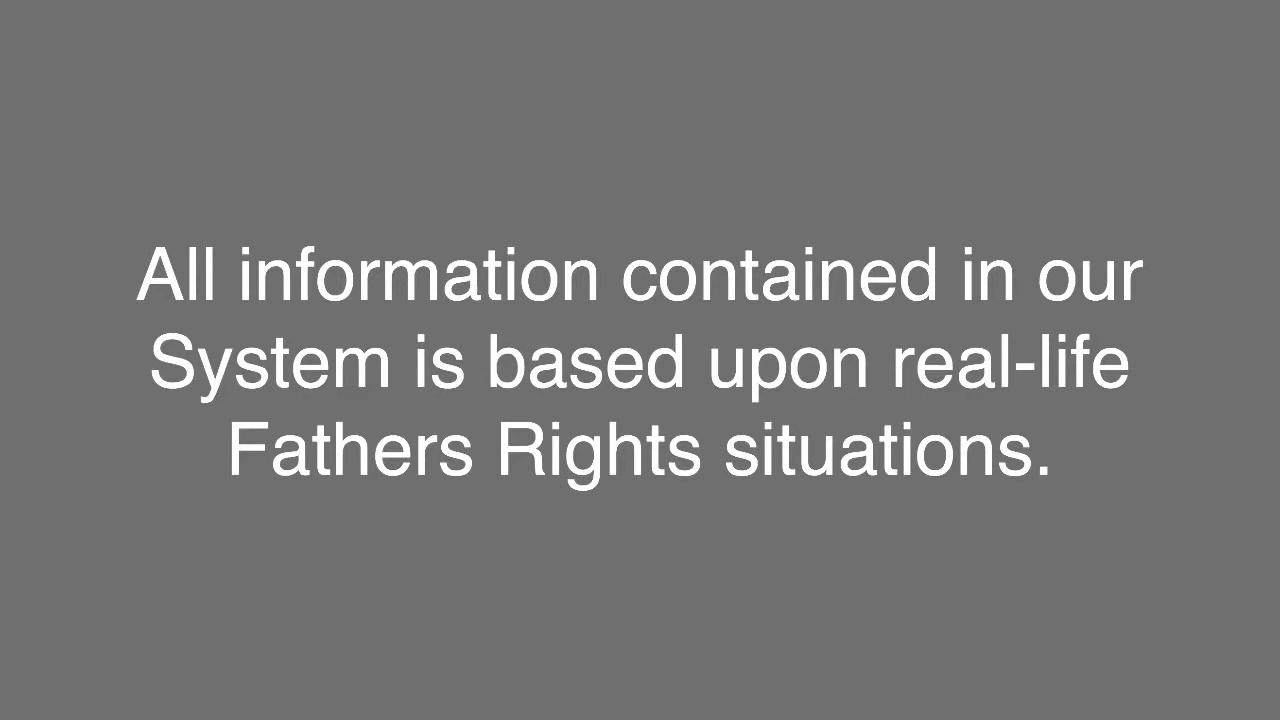 All information contained in our
System is based upon real-life
Fathers Rights situations.